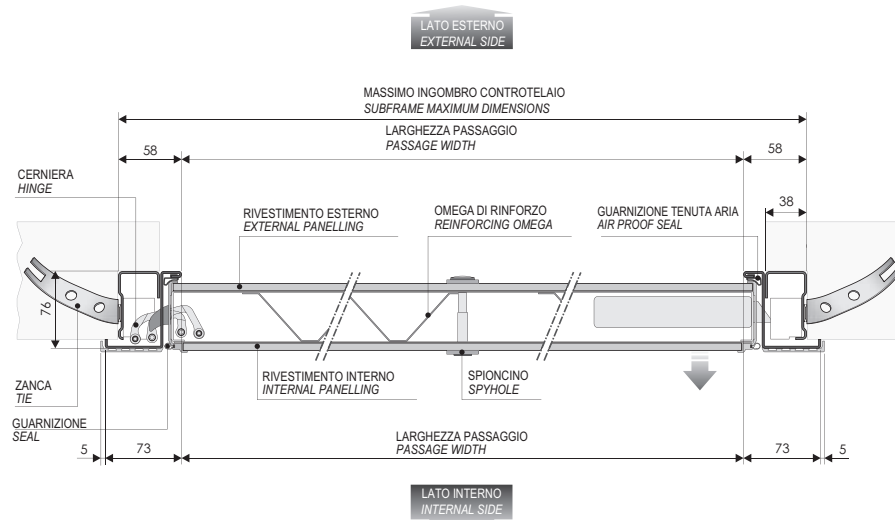 LATO ESTERNO
EXTERNAL SIDE
MASSIMO INGOMBRO CONTROTELAIO
SUBFRAME MAXIMUM DIMENSIONS
LARGHEZZA PASSAGGIO
PASSAGE WIDTH
58
58
CERNIERA
HINGE
38
RIVESTIMENTO ESTERNO
EXTERNAL PANELLING
OMEGA DI RINFORZO
REINFORCING OMEGA
GUARNIZIONE TENUTA ARIA
AIR PROOF SEAL
76
ZANCA
TIE
RIVESTIMENTO INTERNO
INTERNAL PANELLING
SPIONCINO
SPYHOLE
GUARNIZIONE
SEAL
5
73
LARGHEZZA PASSAGGIO
PASSAGE WIDTH
73
5
LATO INTERNO
INTERNAL SIDE